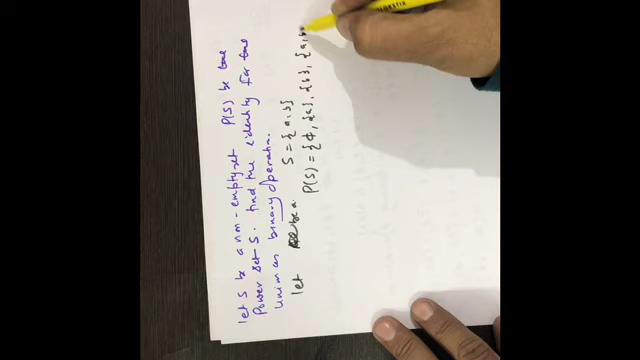 let S be a non-empty set P(S) be the
Power set S. find the identity for the
Union as binary operation.
let be a S = {a, b}
P(S) = {ϕ, {a}, {b}, {a, b